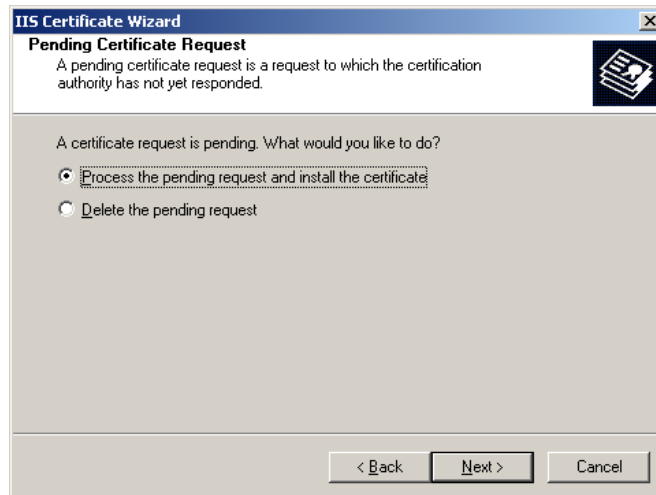 IIS Certificate Wizard
Pending Certificate Request
A pending certificate request is a request to which the certification
authority has not yet responded.
A certificate request is pending. What would you like to do?
Process the pending request and install the certificate
Delete the pending request
< Back
Next >
Cancel